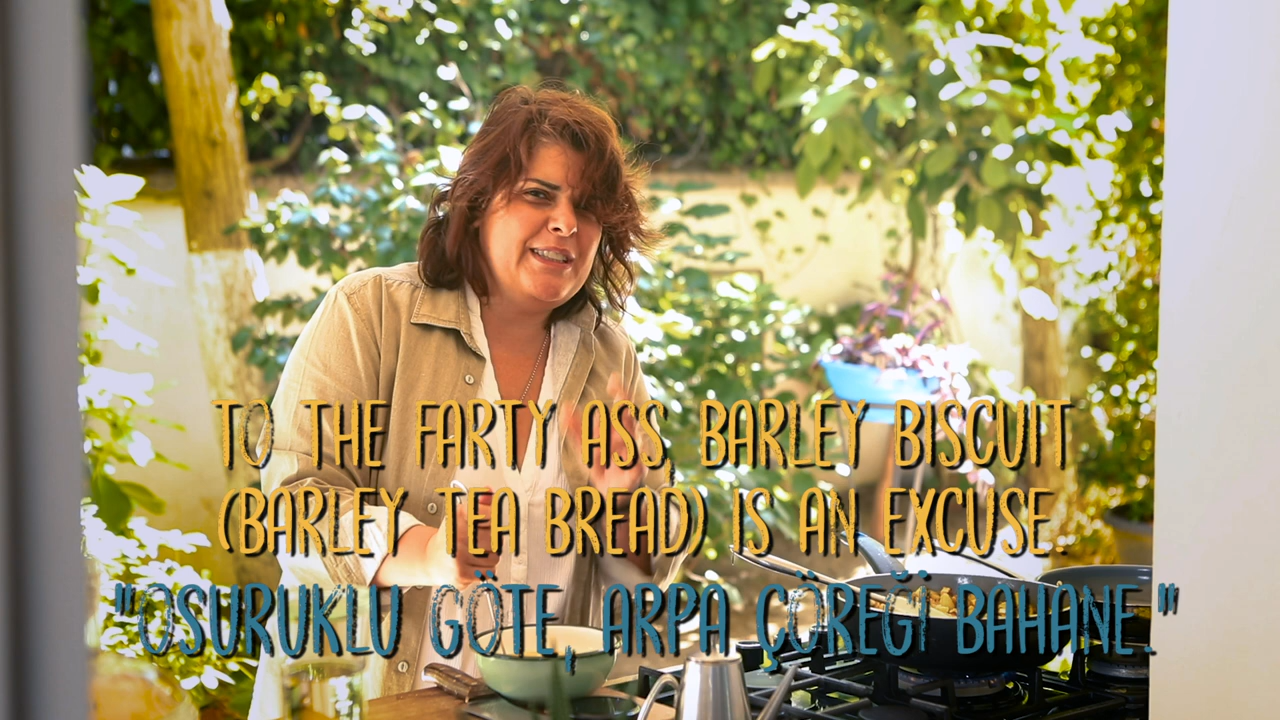 TO THE FARTY ASS, BARLEY BISCUIT
(BARLEY TEA BREAD) IS AN EXCUSE.
"OSURUKLU GÖTE, ARPA ÇÖREĞİ BAHANE."